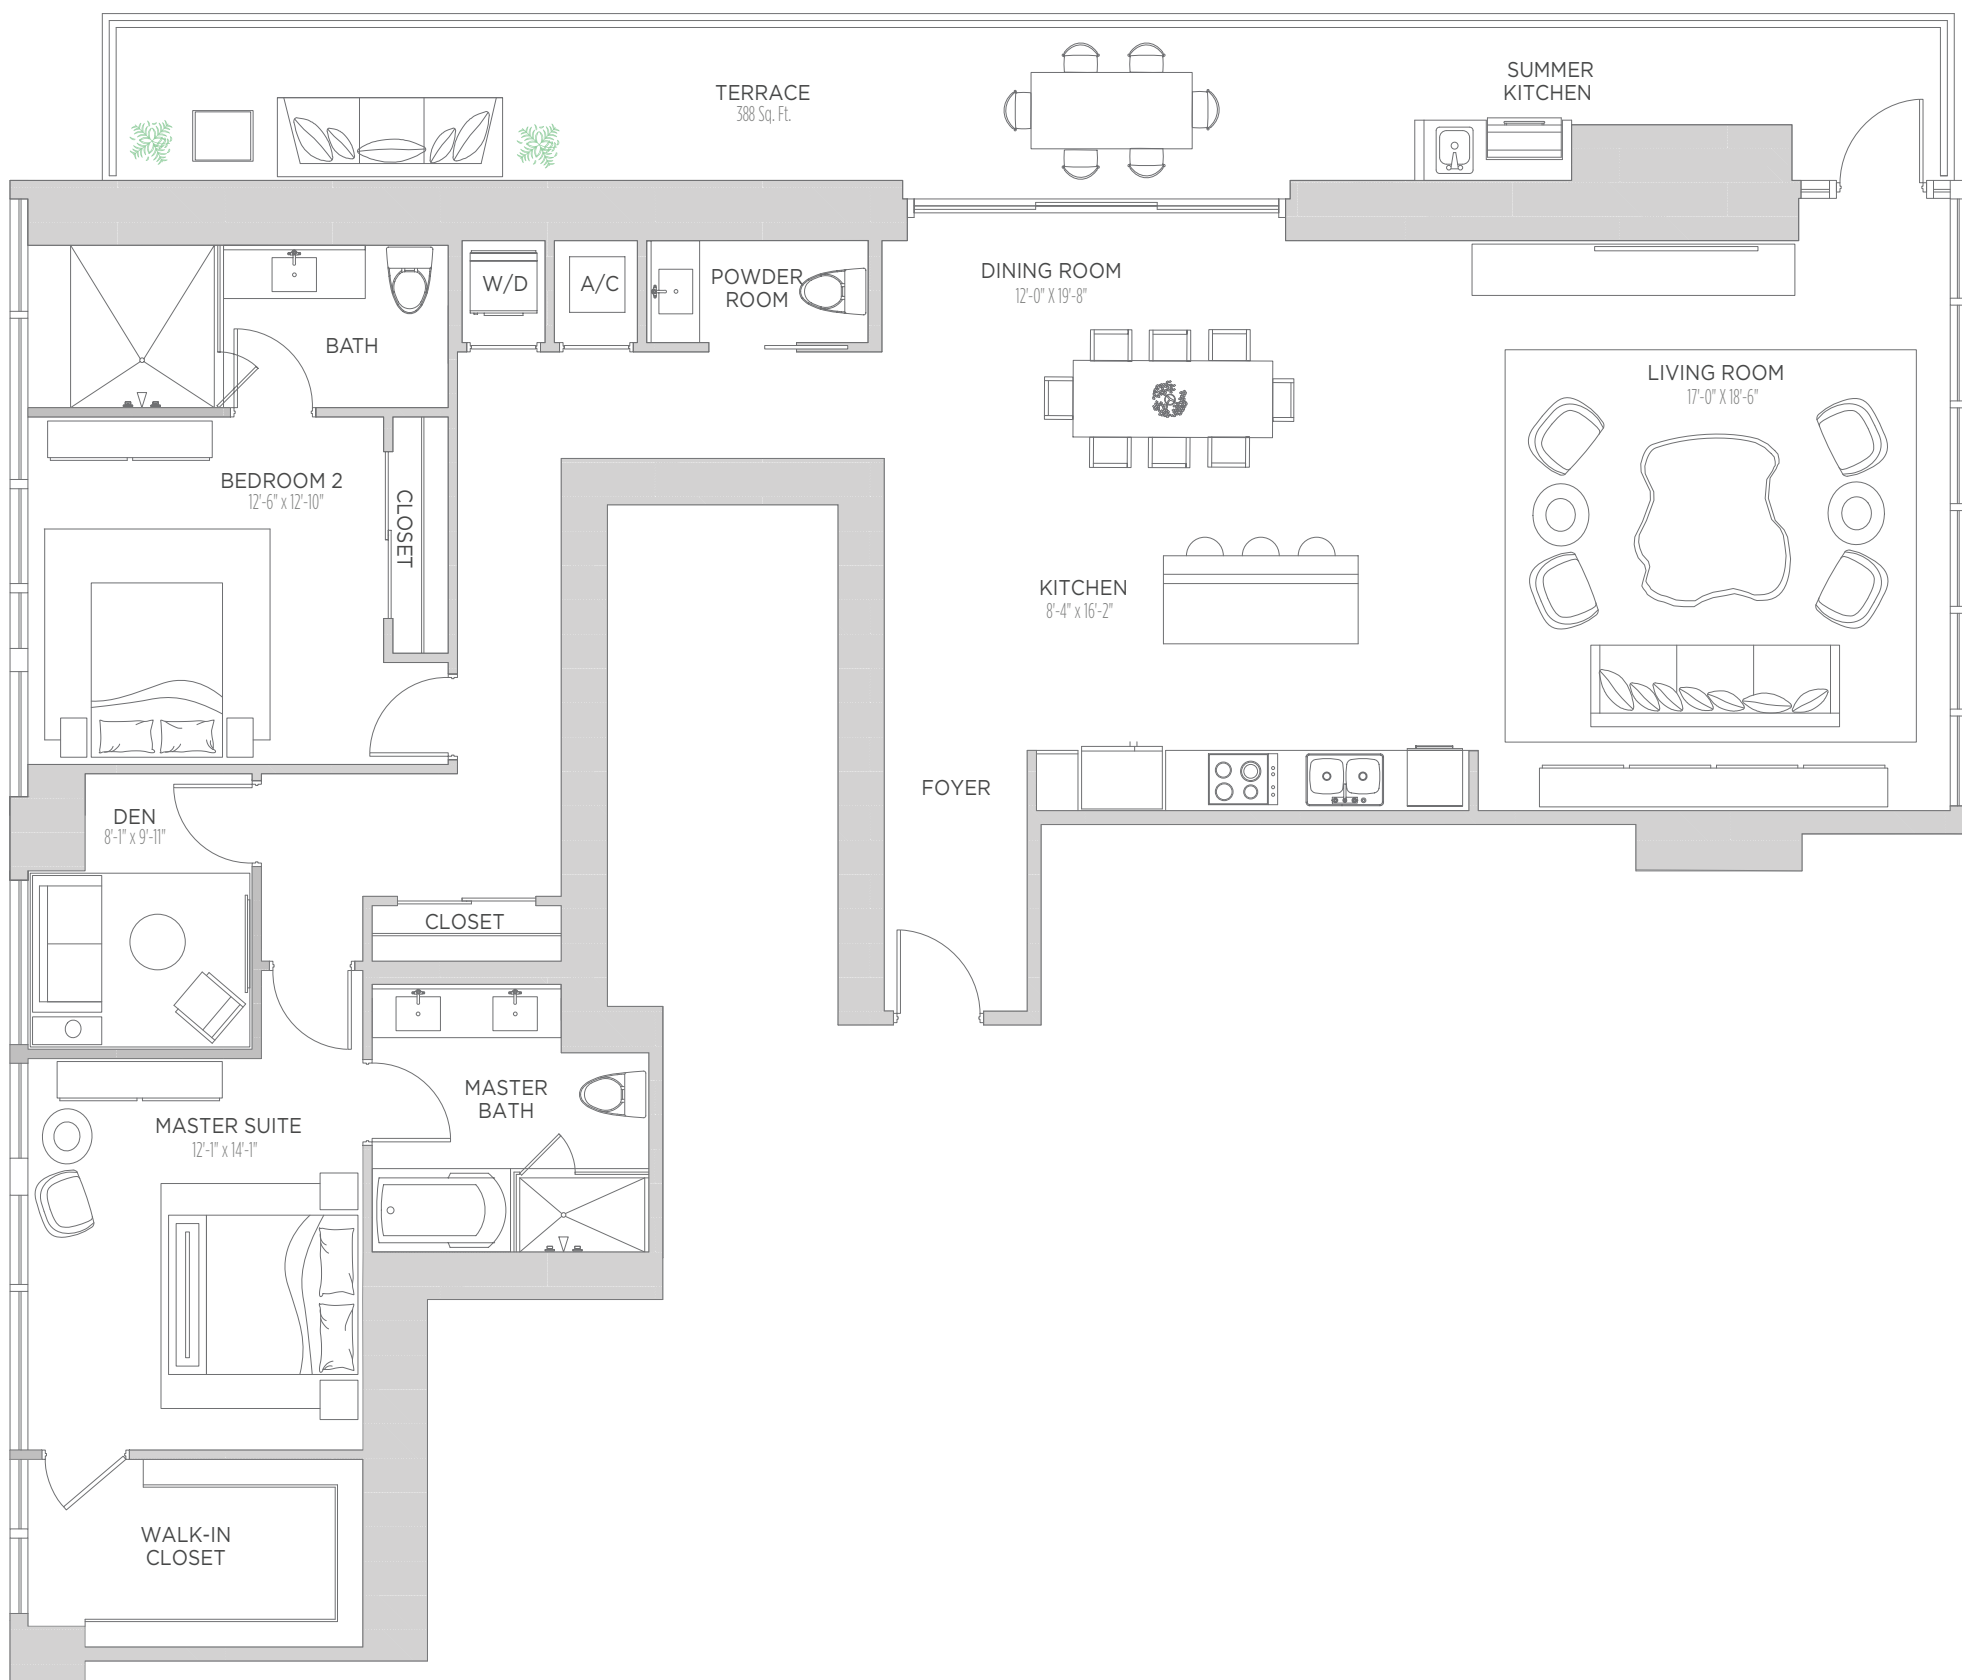 TERRACE
388 Sq. Ft.
SUMMER
KITCHEN
W/D
A/C
POWDER
ROOM
DINING ROOM
12'-0" X 19'-8"
BATH
LIVING ROOM
17'-0" X 18'-6"
BEDROOM 2
12'-6" x 12'-10"
CLOSET
KITCHEN
8'-4" x 16'-2"
FOYER
DEN
8'-1" x 9'-11"
CLOSET
MASTER
BATH
MASTER SUITE
12'-1" x 14'-1"
WALK-IN
CLOSET